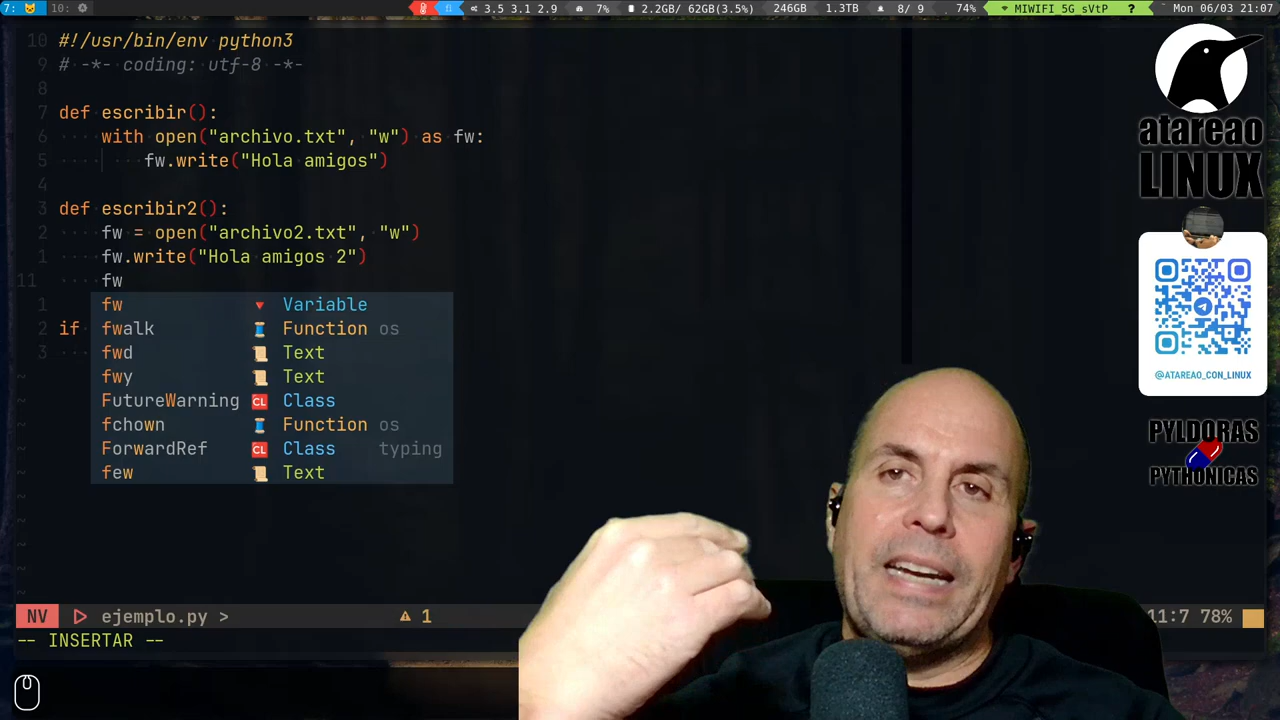 7:
10:
3.5 3.1 2.9
7%
2.2GB/ 62GB(3.5%)
246GB
1.3TB
8/ 9
74%
MIWIFI_5G_sVtP
?
Mon 06/03 21:07
10 #!/usr/bin/env python3
9 # -*- coding: utf-8 -*-
8
7 def escribir():
6 with open("archivo.txt", "w") as fw:
5 fw.write("Hola amigos")
4
3 def escribir2():
2 fw = open("archivo2.txt", "w")
1 fw.write("Hola amigos 2")
11 fw
1 fw Variable
2 if fwalk Function os
3 fwd Text
fwy Text
FutureWarning CL Class
fchown Function os
ForwardRef CL Class typing
few Text
NV ejemplo.py > 1
11:7 78%
-- INSERTAR --
atareao
LINUX
@ATAREAO_CON_LINUX
PYLDORAS
PYTHONICAS